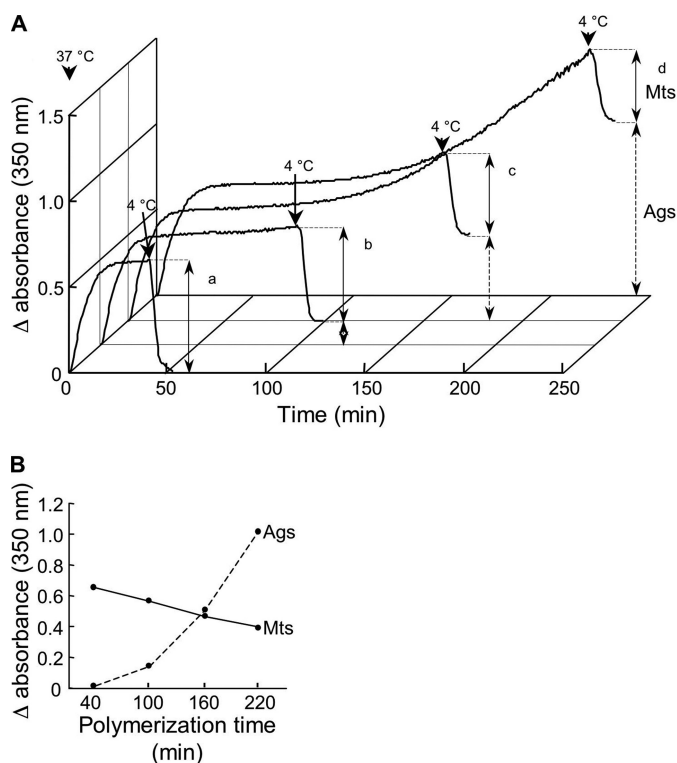 A
37 °C
4 °C
4 °C
4 °C
4 °C
a
b
c
d
Mts
Ags
Δ absorbance (350 nm)
1.5
1.0
0.5
0
0 50 100 150 200 250
Time (min)
B
Δ absorbance (350 nm)
1.2
1.0
0.8
0.6
0.4
0.2
0
Ags
Mts
40 100 160 220
Polymerization time
(min)